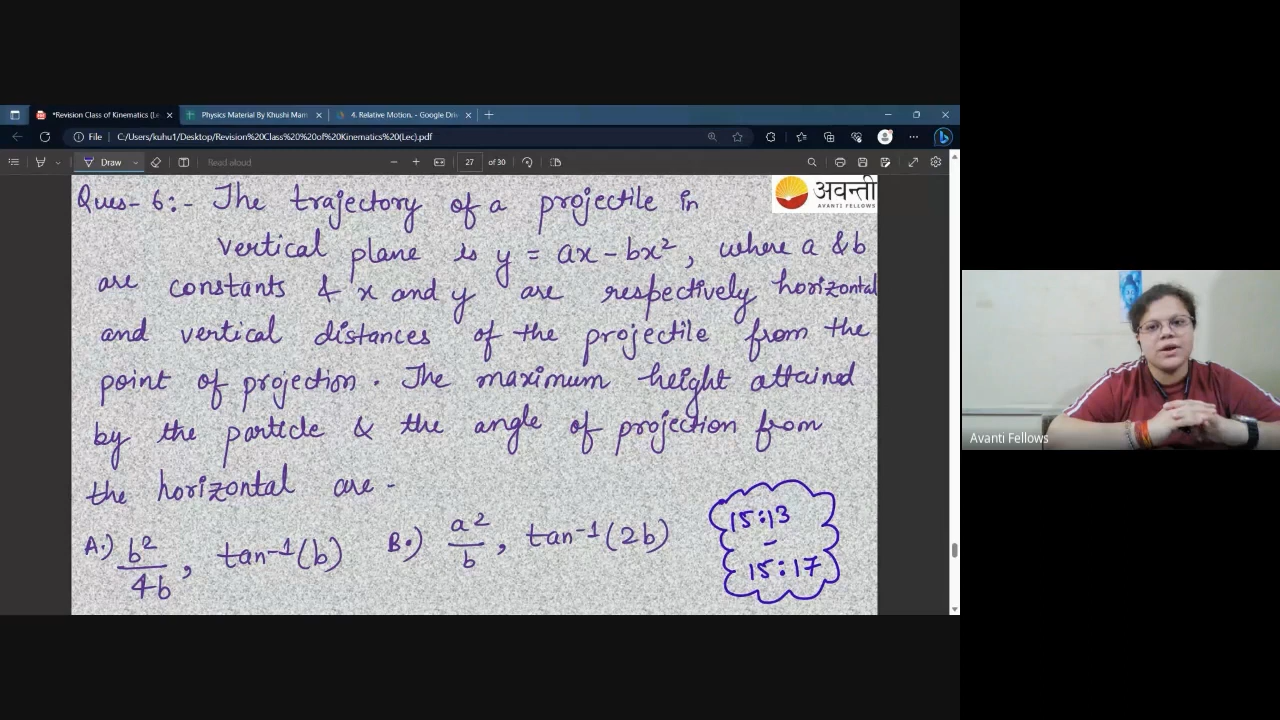 *Revision Class of Kinematics (Le
Physics Material By Khushi Mam
4. Relative Motion. - Google Driv
File
C:/Users/kuhu1/Desktop/Revision%20Class%20%20of%20Kinematics%20(Lec).pdf
Draw
Read aloud
27 of 30
Ques- 6:- The trajectory of a projectile in
अवन्ती
AVANTI FELLOWS
vertical plane is y = ax - bx², where a & b
are constants & x and y are respectively horizontal
and vertical distances of the projectile from the
point of projection. The maximum height attained
by the particle & the angle of projection from
the horizontal are -
A.) b²/4b, tan⁻¹(b) B.) a²/b, tan⁻¹(2b)
15:13
-
15:17
Avanti Fellows